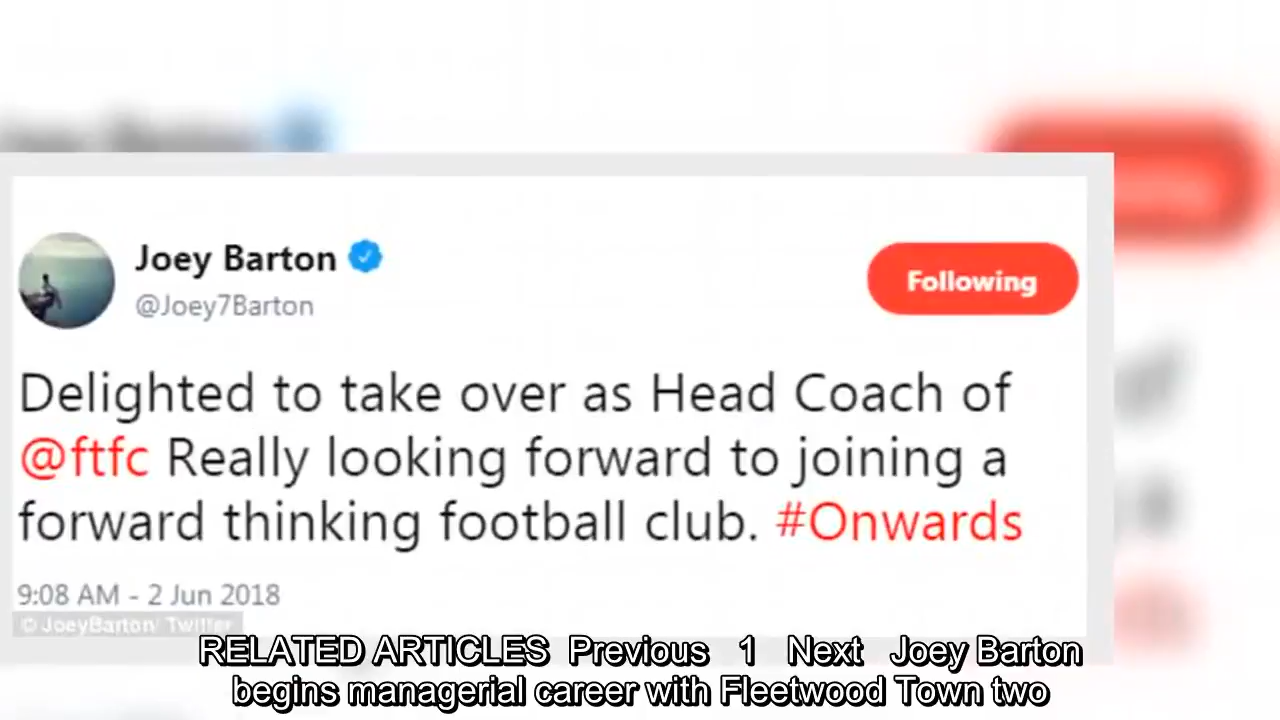 Joey Barton
@Joey7Barton
Following
Delighted to take over as Head Coach of
@ftfc Really looking forward to joining a
forward thinking football club. #Onwards
9:08 AM - 2 Jun 2018
© JoeyBarton/ Twitter
RELATED ARTICLES Previous 1 Next Joey Barton
begins managerial career with Fleetwood Town two